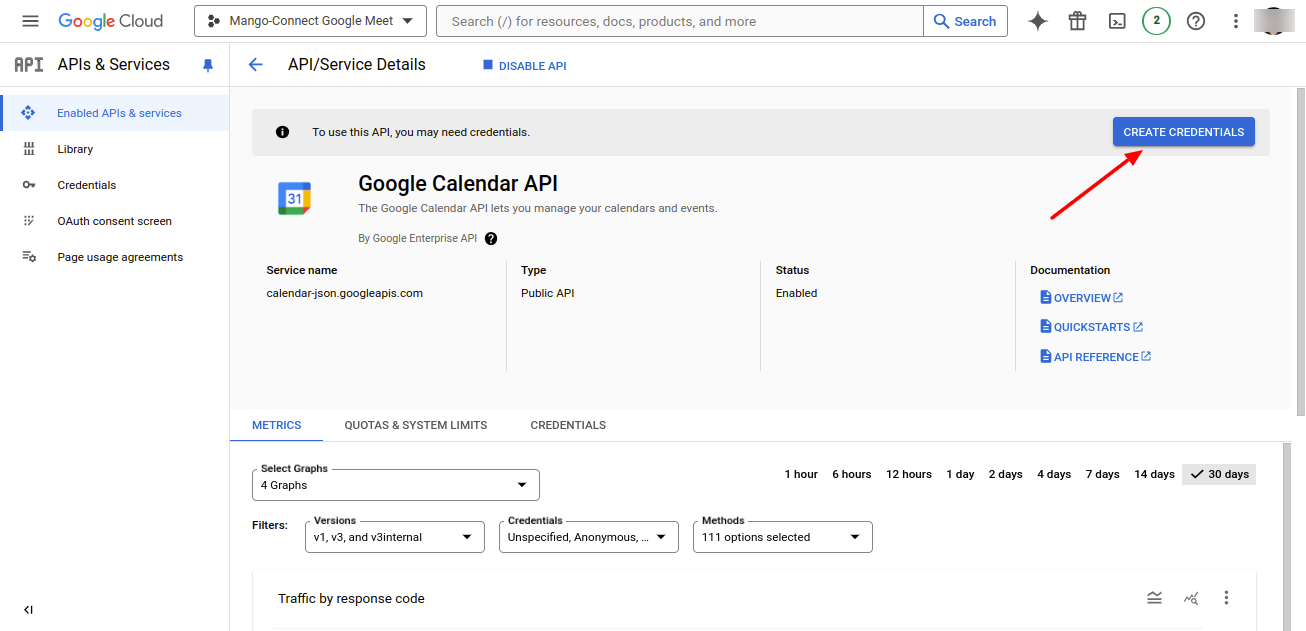 Google Cloud
Mango-Connect Google Meet
Search (/) for resources, docs, products, and more
Search
2
API APIs & Services
API/Service Details
DISABLE API
Enabled APIs & services
Library
Credentials
OAuth consent screen
Page usage agreements
To use this API, you may need credentials.
CREATE CREDENTIALS
31
Google Calendar API
The Google Calendar API lets you manage your calendars and events.
By Google Enterprise API
Service name
calendar-json.googleapis.com
Type
Public API
Status
Enabled
Documentation
OVERVIEW
QUICKSTARTS
API REFERENCE
METRICS
QUOTAS & SYSTEM LIMITS
CREDENTIALS
Select Graphs
4 Graphs
1 hour 6 hours 12 hours 1 day 2 days 4 days 7 days 14 days 30 days
Filters:
Versions
v1, v3, and v3internal
Credentials
Unspecified, Anonymous, ...
Methods
111 options selected
Traffic by response code